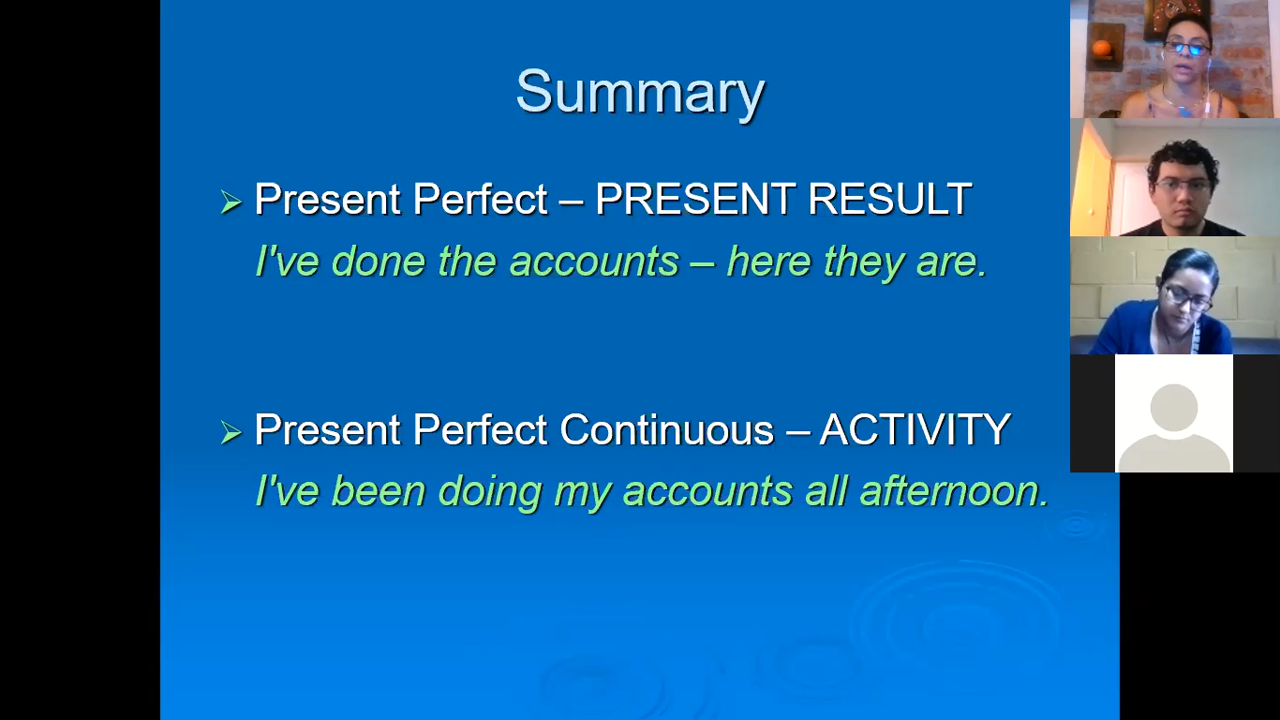 Summary
Present Perfect – PRESENT RESULT
I've done the accounts – here they are.
Present Perfect Continuous – ACTIVITY
I've been doing my accounts all afternoon.